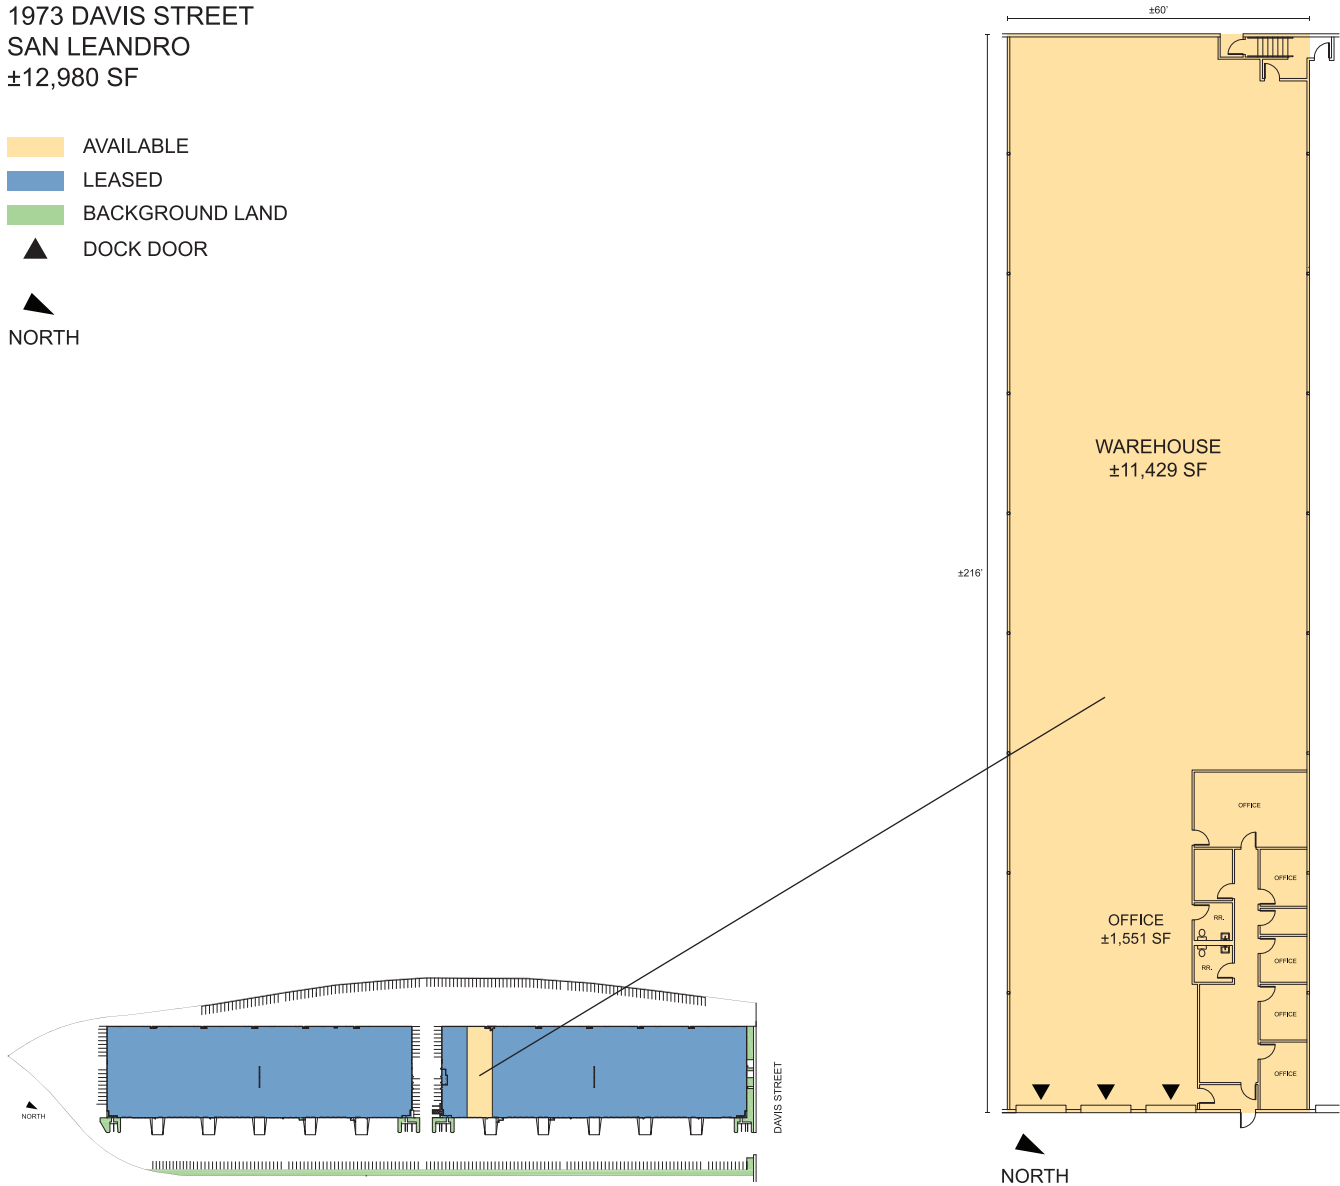 1973 DAVIS STREET
SAN LEANDRO
±12,980 SF
AVAILABLE
LEASED
BACKGROUND LAND
DOCK DOOR
NORTH
±60'
±216'
WAREHOUSE
±11,429 SF
OFFICE
OFFICE
OFFICE
±1,551 SF
RR.
RR.
OFFICE
OFFICE
OFFICE
NORTH
DAVIS STREET
NORTH